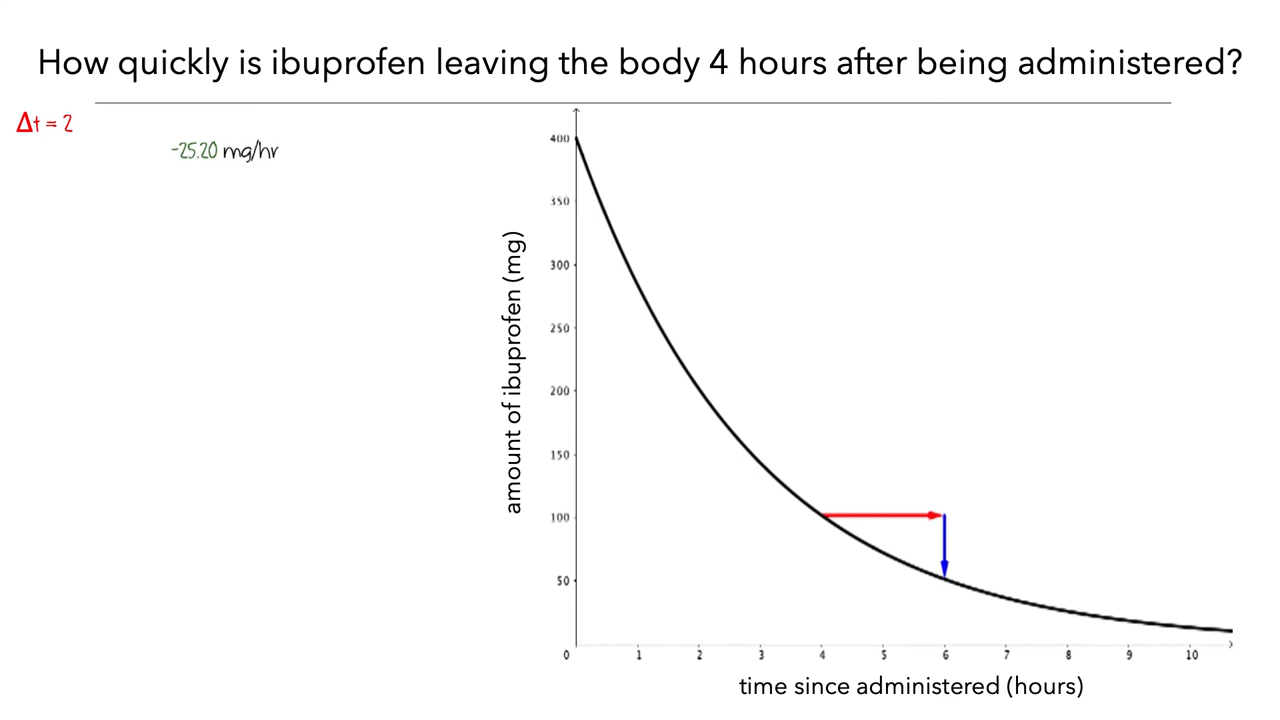 How quickly is ibuprofen leaving the body 4 hours after being administered?
Δt = 2
-25.20 mg/hr
400
350
300
250
200
150
100
50
amount of ibuprofen (mg)
0 1 2 3 4 5 6 7 8 9 10
time since administered (hours)